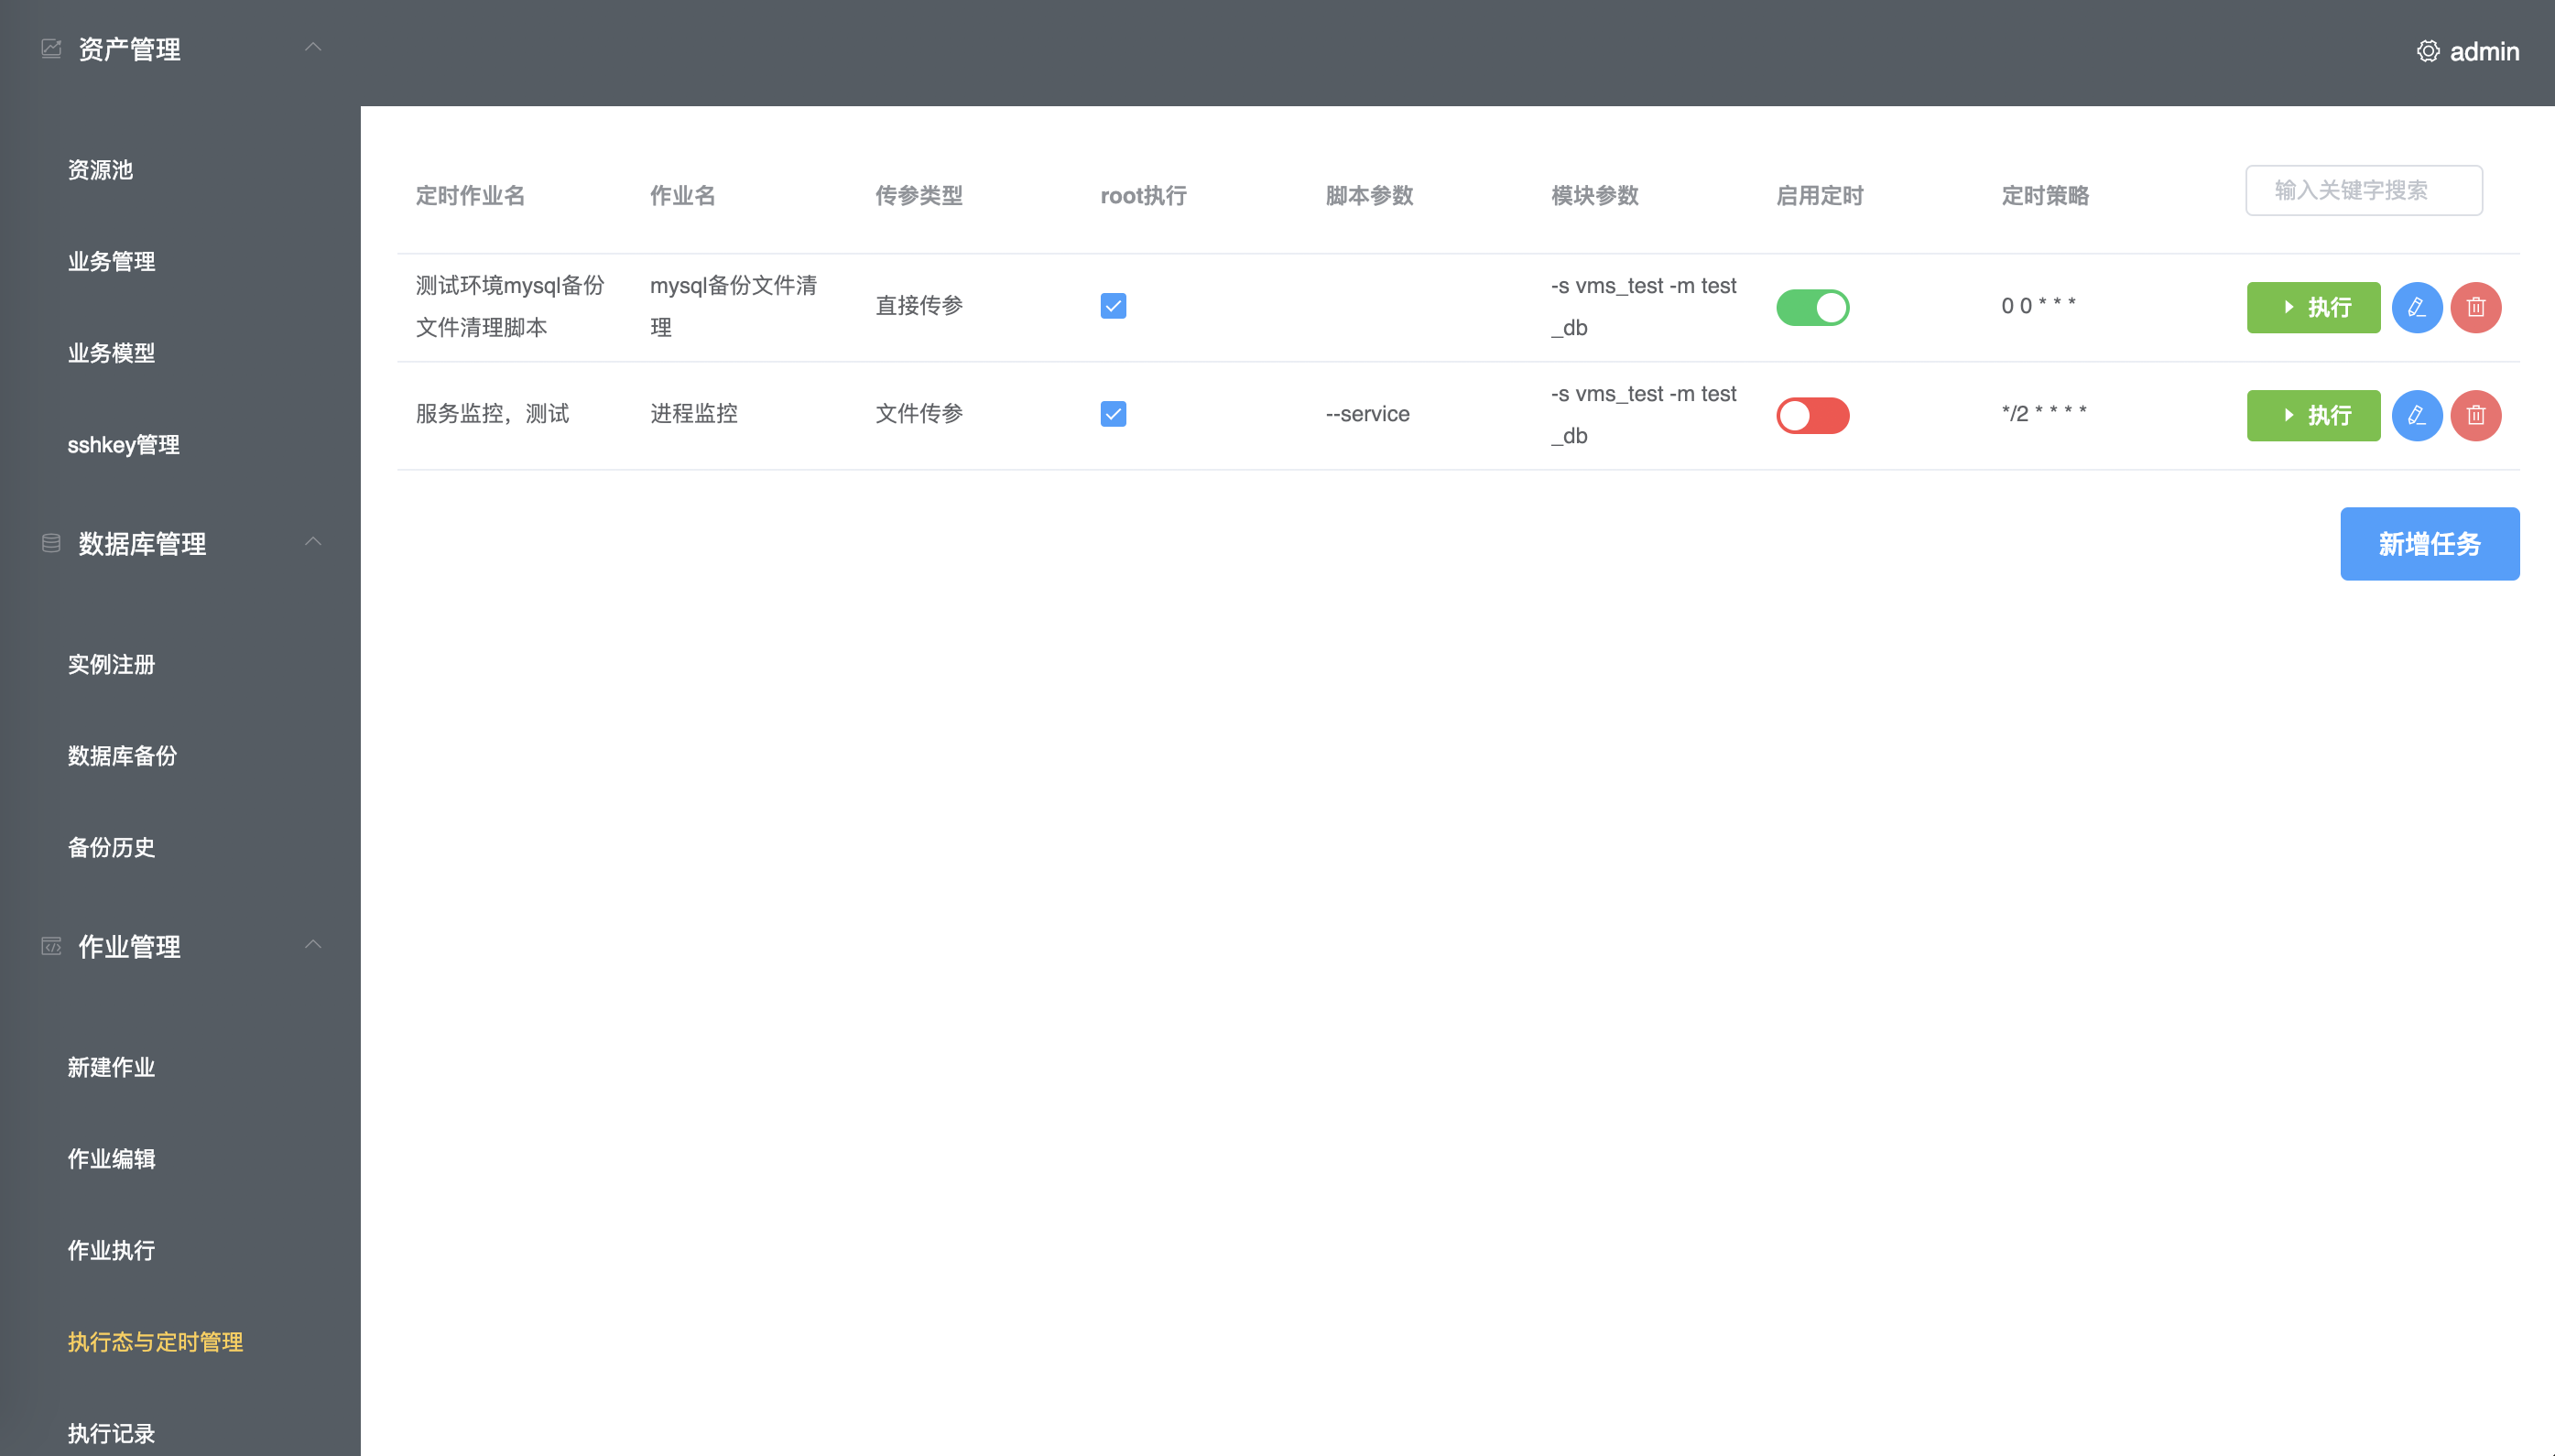 资产管理
admin
资源池
业务管理
业务模型
sshkey管理
数据库管理
实例注册
数据库备份
备份历史
作业管理
新建作业
作业编辑
作业执行
执行态与定时管理
执行记录
定时作业名 作业名 传参类型 root执行 脚本参数 模块参数 启用定时 定时策略 输入关键字搜索
测试环境mysql备份 mysql备份文件清 直接传参 -s vms_test -m test 0 0 * * * 执行
文件清理脚本 理 _db
服务监控，测试 进程监控 文件传参 --service -s vms_test -m test */2 * * * * 执行
_db
新增任务